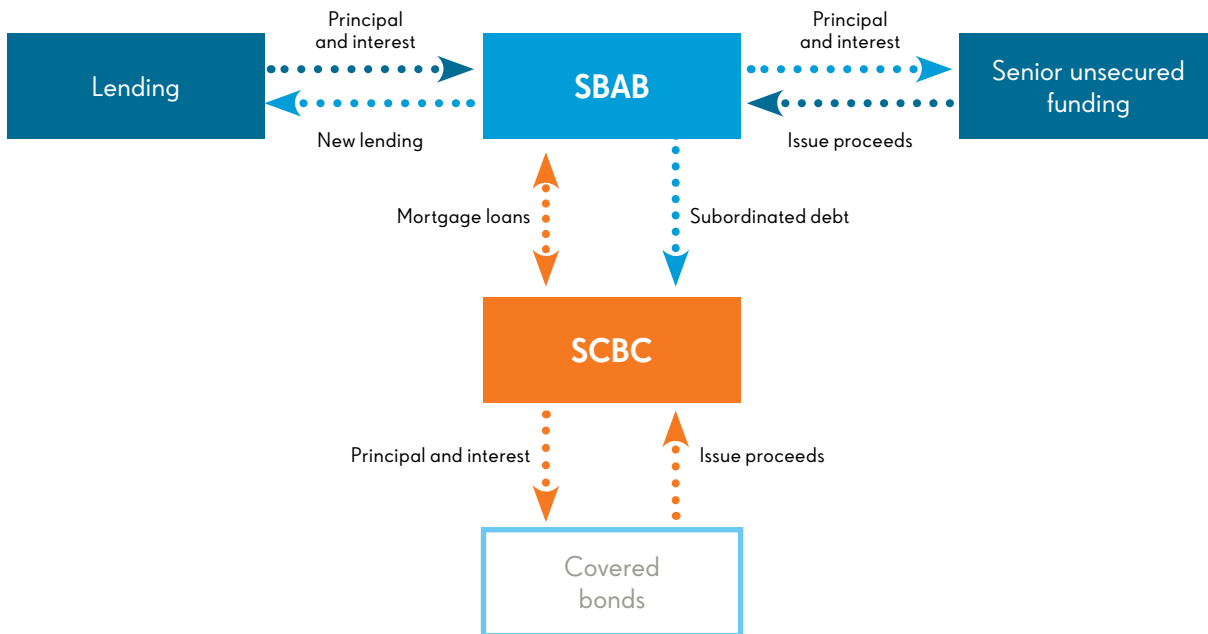 Principal
and interest
Principal
and interest
Lending
SBAB
Senior unsecured
funding
New lending
Issue proceeds
Mortgage loans
Subordinated debt
SCBC
Principal and interest
Issue proceeds
Covered
bonds